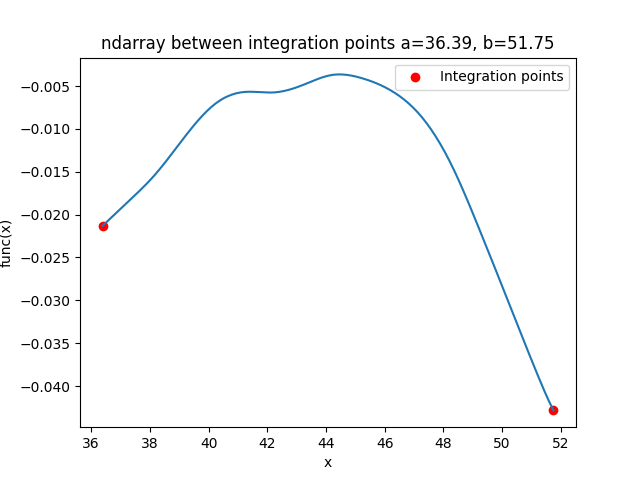 ndarray between integration points a=36.39, b=51.75
Integration points
−0.005
−0.010
−0.015
−0.020
−0.025
−0.030
−0.035
−0.040
func(x)
36 38 40 42 44 46 48 50 52
x